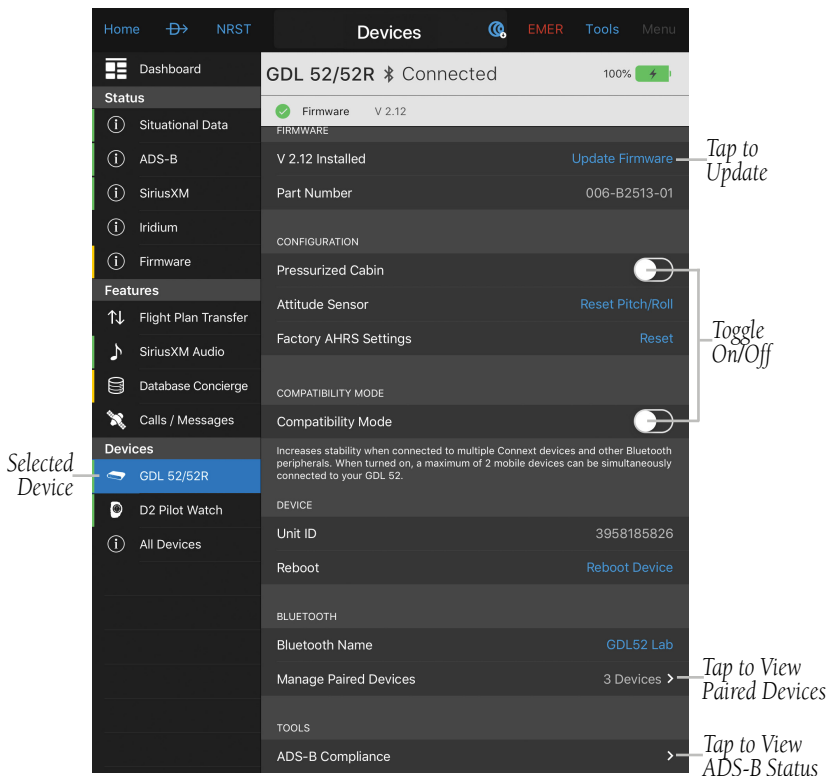 Home NRST Devices EMER Tools Menu
Dashboard
Status
Situational Data
ADS-B
SiriusXM
Iridium
Firmware
Features
Flight Plan Transfer
SiriusXM Audio
Database Concierge
Calls / Messages
Devices
GDL 52/52R
D2 Pilot Watch
All Devices
GDL 52/52R Connected 100%
Firmware V 2.12
FIRMWARE
V 2.12 Installed Update Firmware
Part Number 006-B2513-01
CONFIGURATION
Pressurized Cabin
Attitude Sensor Reset Pitch/Roll
Factory AHRS Settings Reset
COMPATIBILITY MODE
Compatibility Mode
Increases stability when connected to multiple Connext devices and other Bluetooth
peripherals. When turned on, a maximum of 2 mobile devices can be simultaneously
connected to your GDL 52.
DEVICE
Unit ID 3958185826
Reboot Reboot Device
BLUETOOTH
Bluetooth Name GDL52 Lab
Manage Paired Devices 3 Devices
TOOLS
ADS-B Compliance
Selected
Device
Tap to
Update
Toggle
On/Off
Tap to View
Paired Devices
Tap to View
ADS-B Status